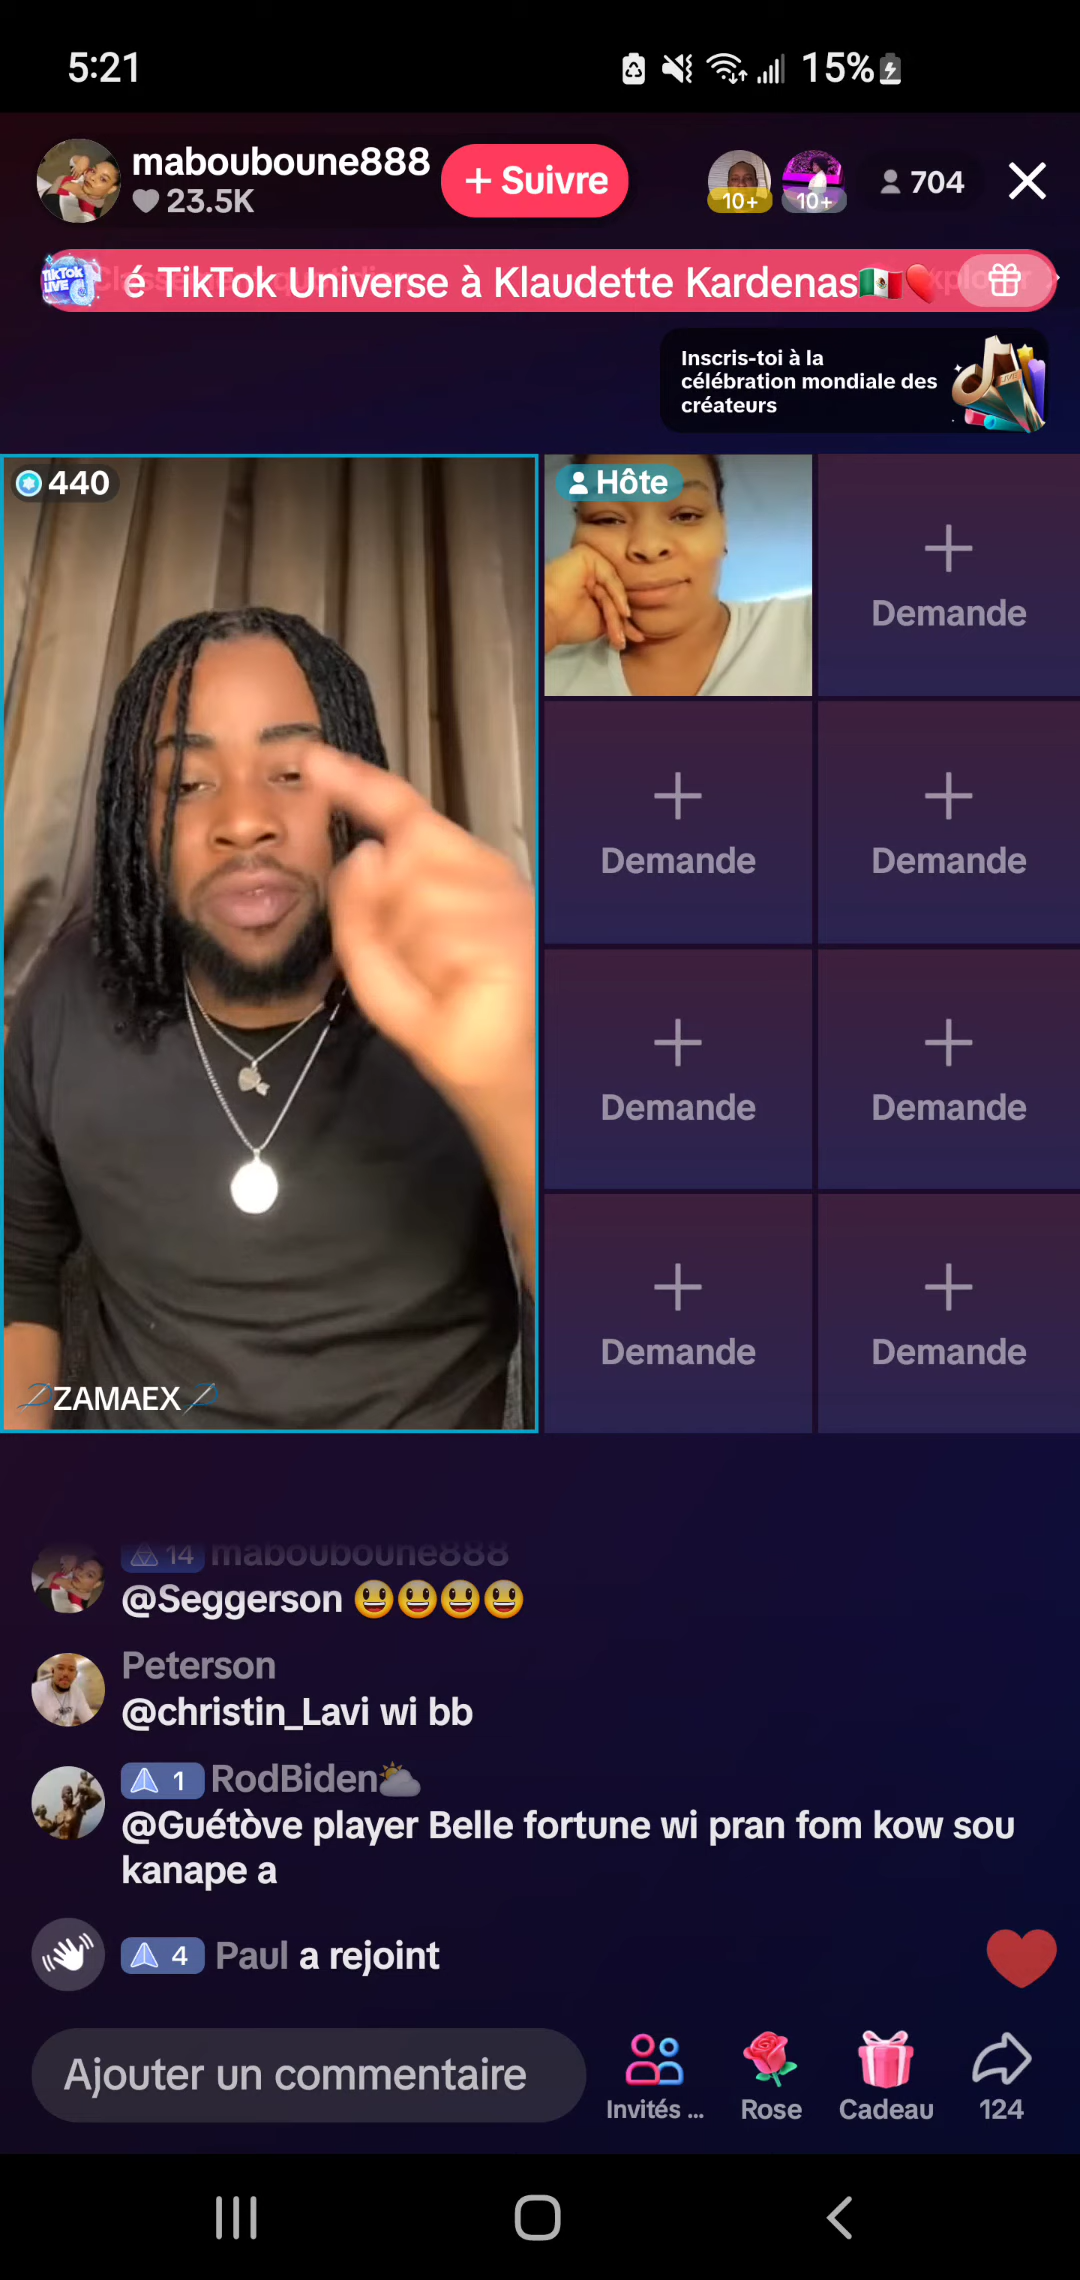 5:21
15%
mabouboune888
23.5K
+ Suivre
10+
10+
704
é TikTok Universe à Klaudette Kardenas🇲🇽❤️
TikTok
LIVE
Inscris-toi à la
célébration mondiale des
créateurs
440
Hôte
Demande
Demande
Demande
Demande
Demande
Demande
Demande
ZAMAEX
14 mabouboune888
@Seggerson 😃😃😃😃
Peterson
@christin_Lavi wi bb
1 RodBiden🌥️
@Guétòve player Belle fortune wi pran fom kow sou
kanape a
4 Paul a rejoint
Ajouter un commentaire
Invités ...
Rose
Cadeau
124